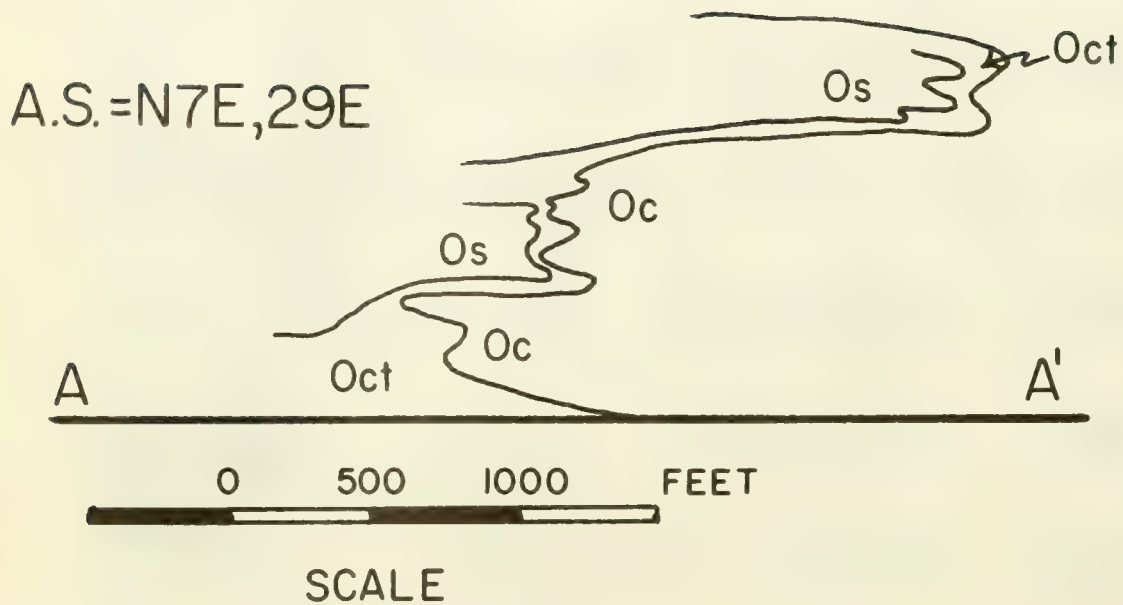 Oct
Os
A.S.=N7E,29E
Oc
Os
Oc
Oct
A A'
0 500 1000 FEET
SCALE